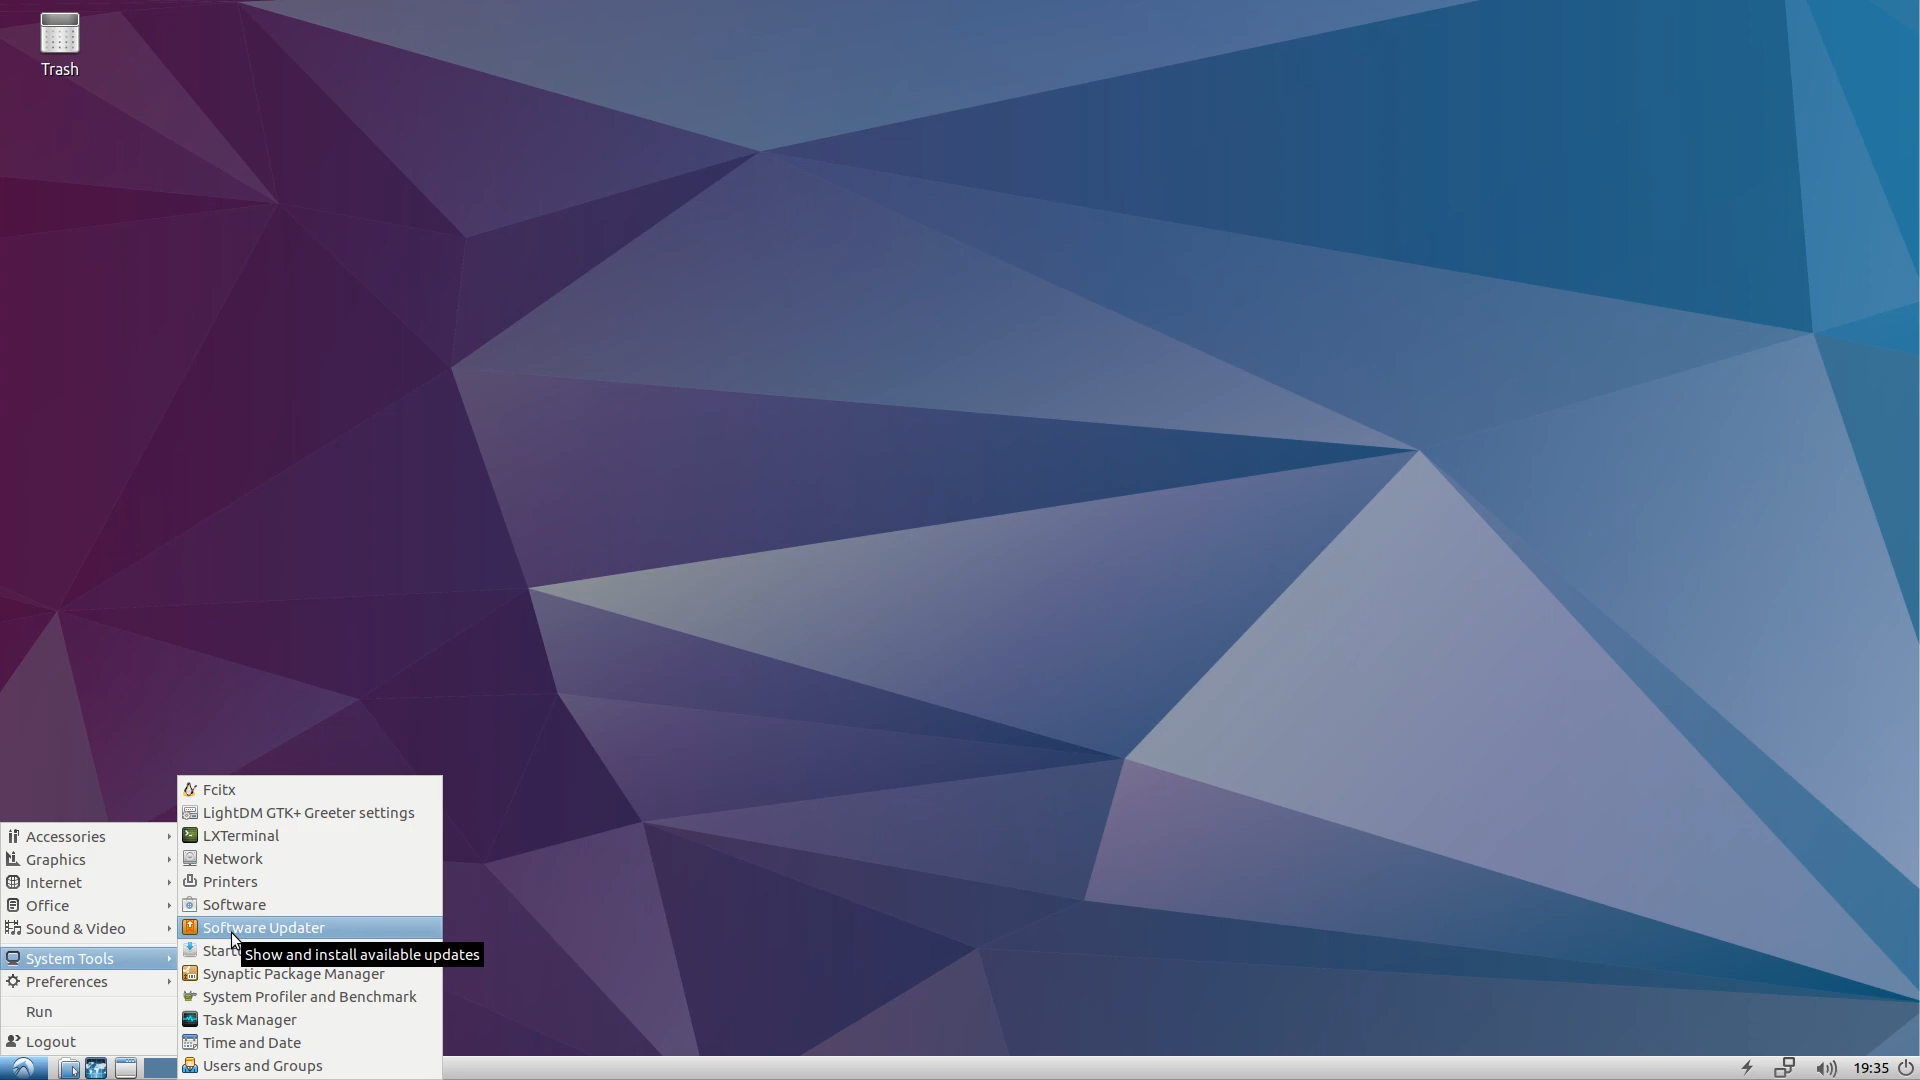 Trash
Fcitx
LightDM GTK+ Greeter settings
LXTerminal
Network
Printers
Software
Software Updater
Show and install available updates
Synaptic Package Manager
System Profiler and Benchmark
Task Manager
Time and Date
Users and Groups
Accessories
Graphics
Internet
Office
Sound & Video
System Tools
Preferences
Run
Logout
19:35